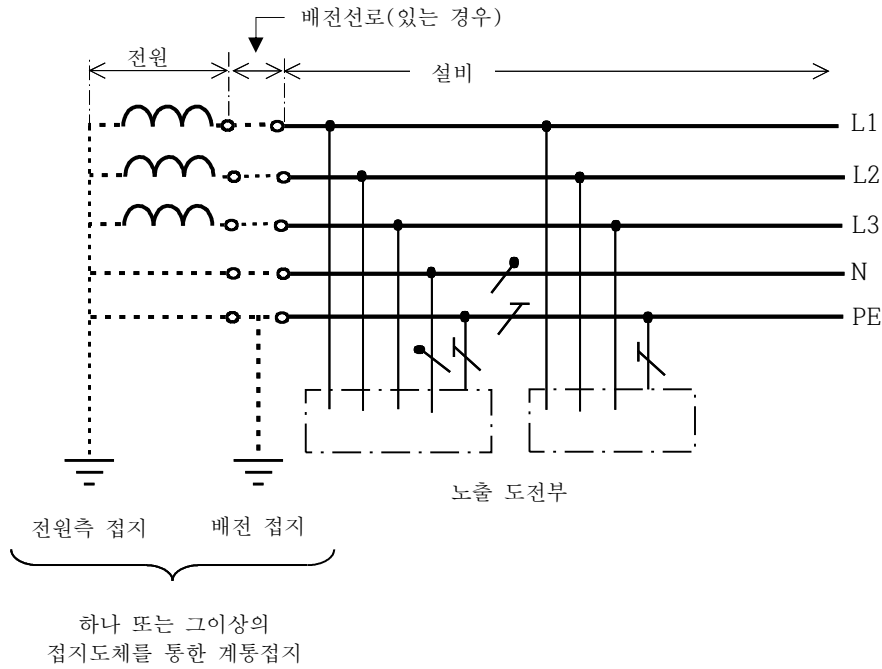 배전선로(있는 경우)
전원
설비
L1
L2
L3
N
PE
노출 도전부
전원측 접지
배전 접지
하나 또는 그이상의
접지도체를 통한 계통접지